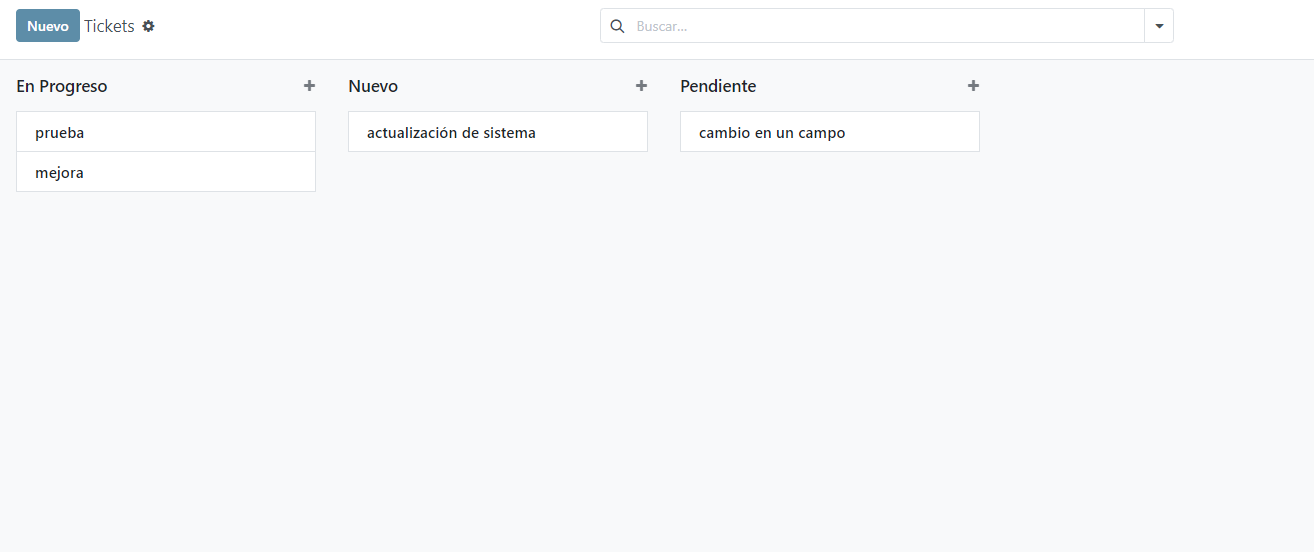 Nuevo Tickets
Buscar...
En Progreso
prueba
mejora
Nuevo
actualización de sistema
Pendiente
cambio en un campo